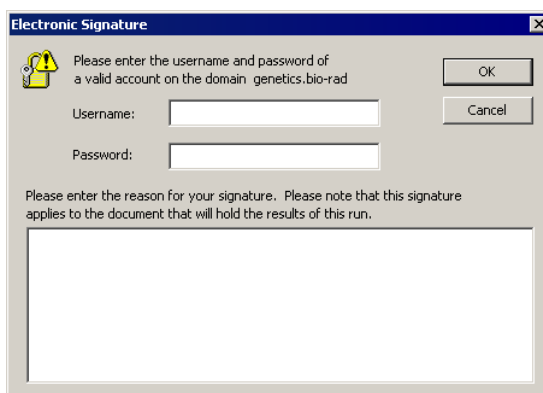 Electronic Signature
Please enter the username and password of
a valid account on the domain  genetics.bio-rad
OK
Username:
Cancel
Password:
Please enter the reason for your signature.  Please note that this signature
applies to the document that will hold the results of this run.